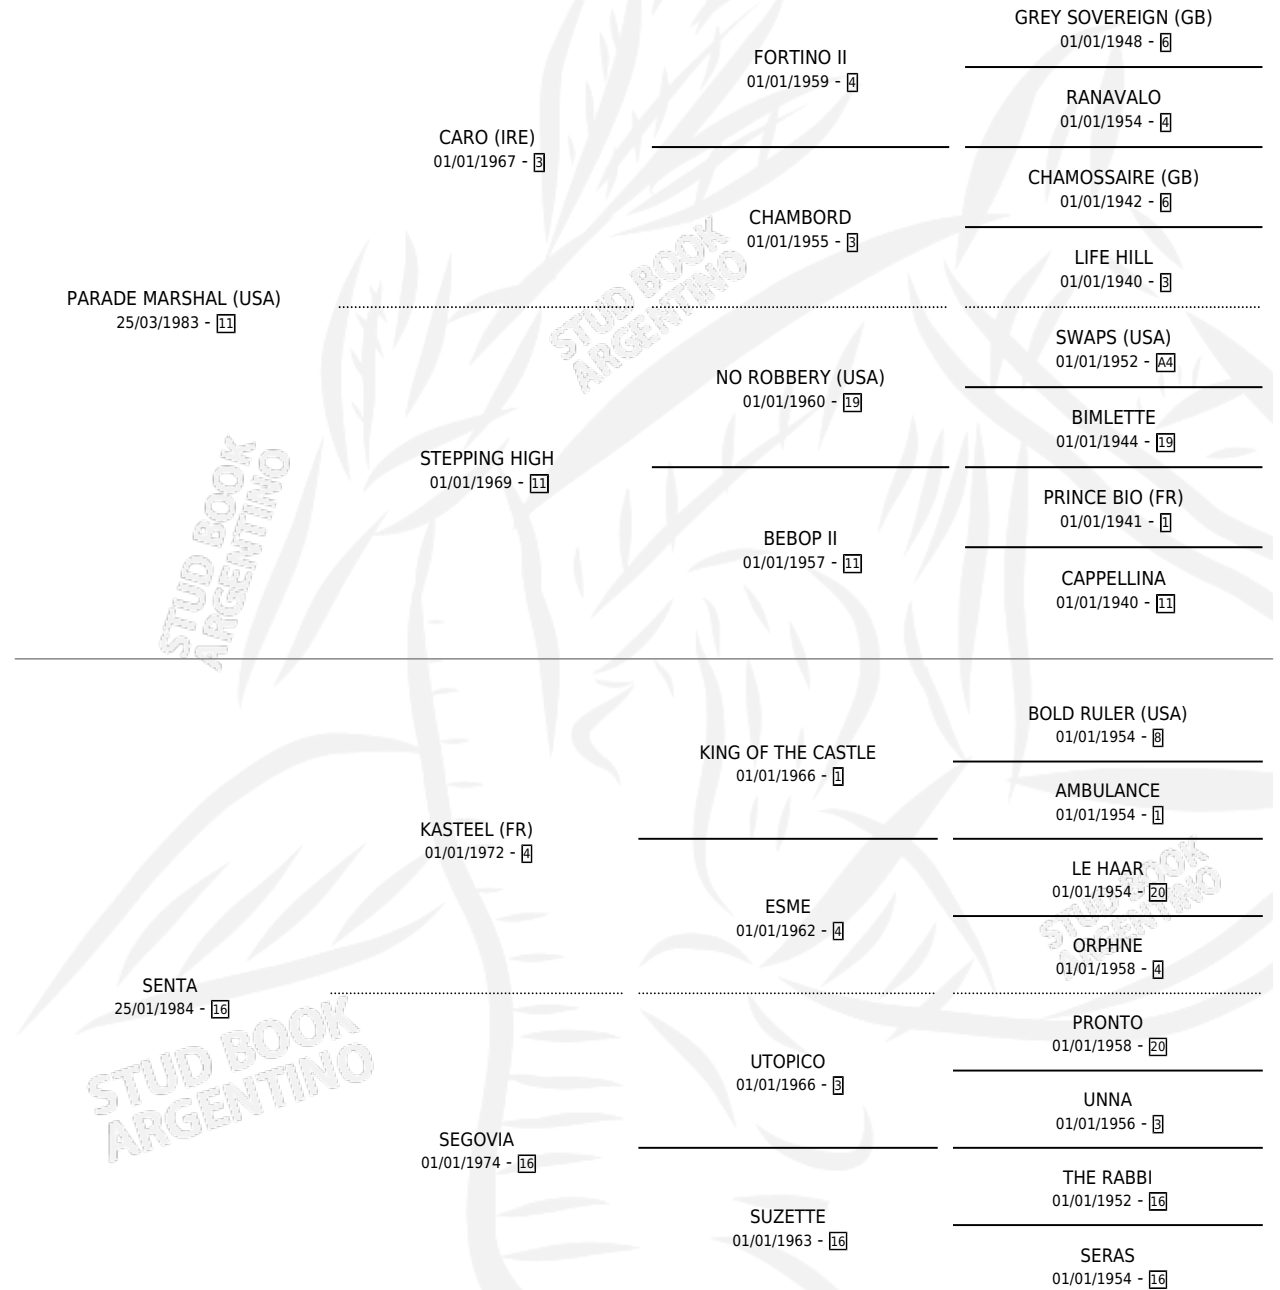 GREY SOVEREIGN (GB)
01/01/1948 - 6
FORTINO II
01/01/1959 - 4
RANAVALO
01/01/1954 - 4
CARO (IRE)
01/01/1967 - 3
CHAMOSSAIRE (GB)
01/01/1942 - 6
CHAMBORD
01/01/1955 - 3
LIFE HILL
01/01/1940 - 3
PARADE MARSHAL (USA)
25/03/1983 - 11
SWAPS (USA)
01/01/1952 - A4
NO ROBBERY (USA)
01/01/1960 - 19
BIMLETTE
01/01/1944 - 19
STEPPING HIGH
01/01/1969 - 11
PRINCE BIO (FR)
01/01/1941 - 1
BEBOP II
01/01/1957 - 11
CAPPELLINA
01/01/1940 - 11
BOLD RULER (USA)
01/01/1954 - 8
KING OF THE CASTLE
01/01/1966 - 1
AMBULANCE
01/01/1954 - 1
KASTEEL (FR)
01/01/1972 - 4
LE HAAR
01/01/1954 - 20
ESME
01/01/1962 - 4
ORPHNE
01/01/1958 - 4
SENTA
25/01/1984 - 16
PRONTO
01/01/1958 - 20
UTOPICO
01/01/1966 - 3
UNNA
01/01/1956 - 3
SEGOVIA
01/01/1974 - 16
THE RABBI
01/01/1952 - 16
SUZETTE
01/01/1963 - 16
SERAS
01/01/1954 - 16
STUD BOOK
ARGENTINO
STUD BOOK
ARGENTINO
STUD BOOK
ARGENTINO
STUD BOOK
ARGENTINO